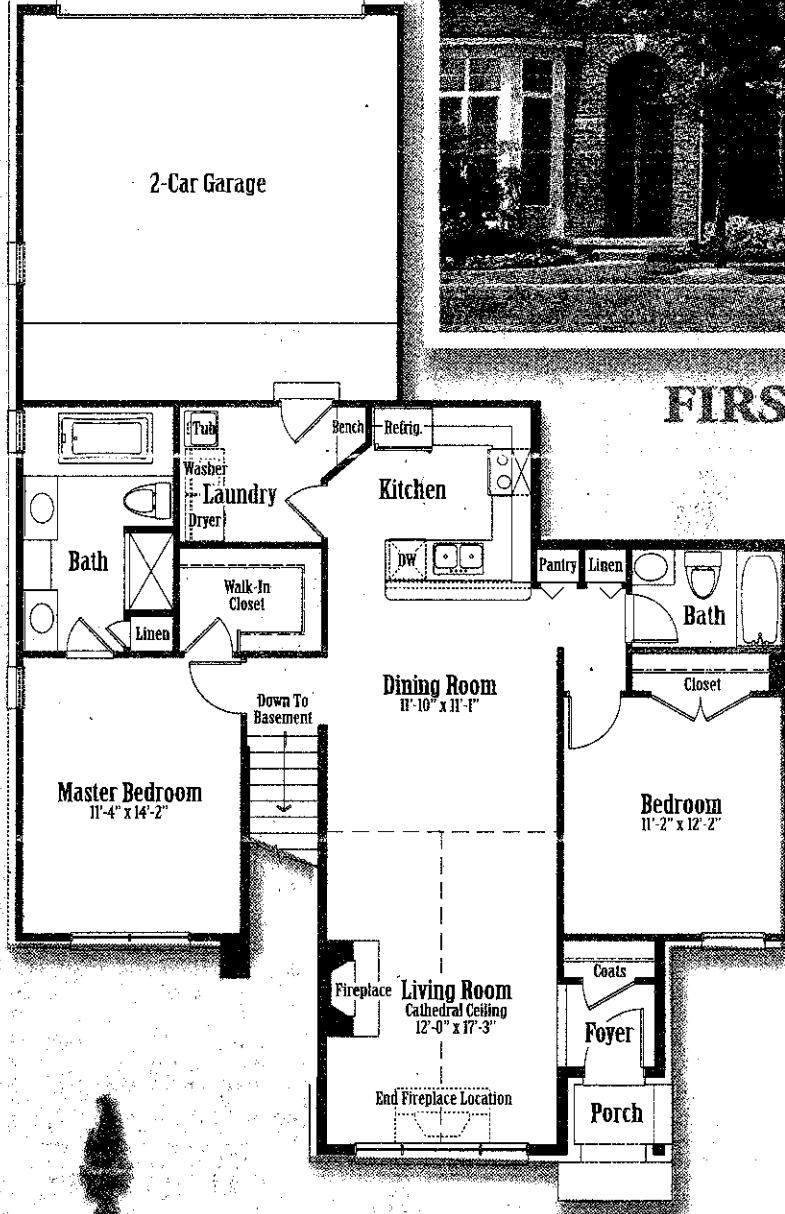 2-Car Garage
FIRS
Tub
Bench
Refrig.
Washer
Laundry
Kitchen
Dryer
Bath
DW
Pantry
Linen
Walk-In
Closet
Bath
Linen
Closet
Dining Room
11'-10" x 11'-1"
Down To
Basement
Master Bedroom
11'-4" x 14'-2"
Bedroom
11'-2" x 12'-2"
Coats
Fireplace
Living Room
Cathedral Ceiling
12'-0" x 17'-3"
Foyer
End Fireplace Location
Porch